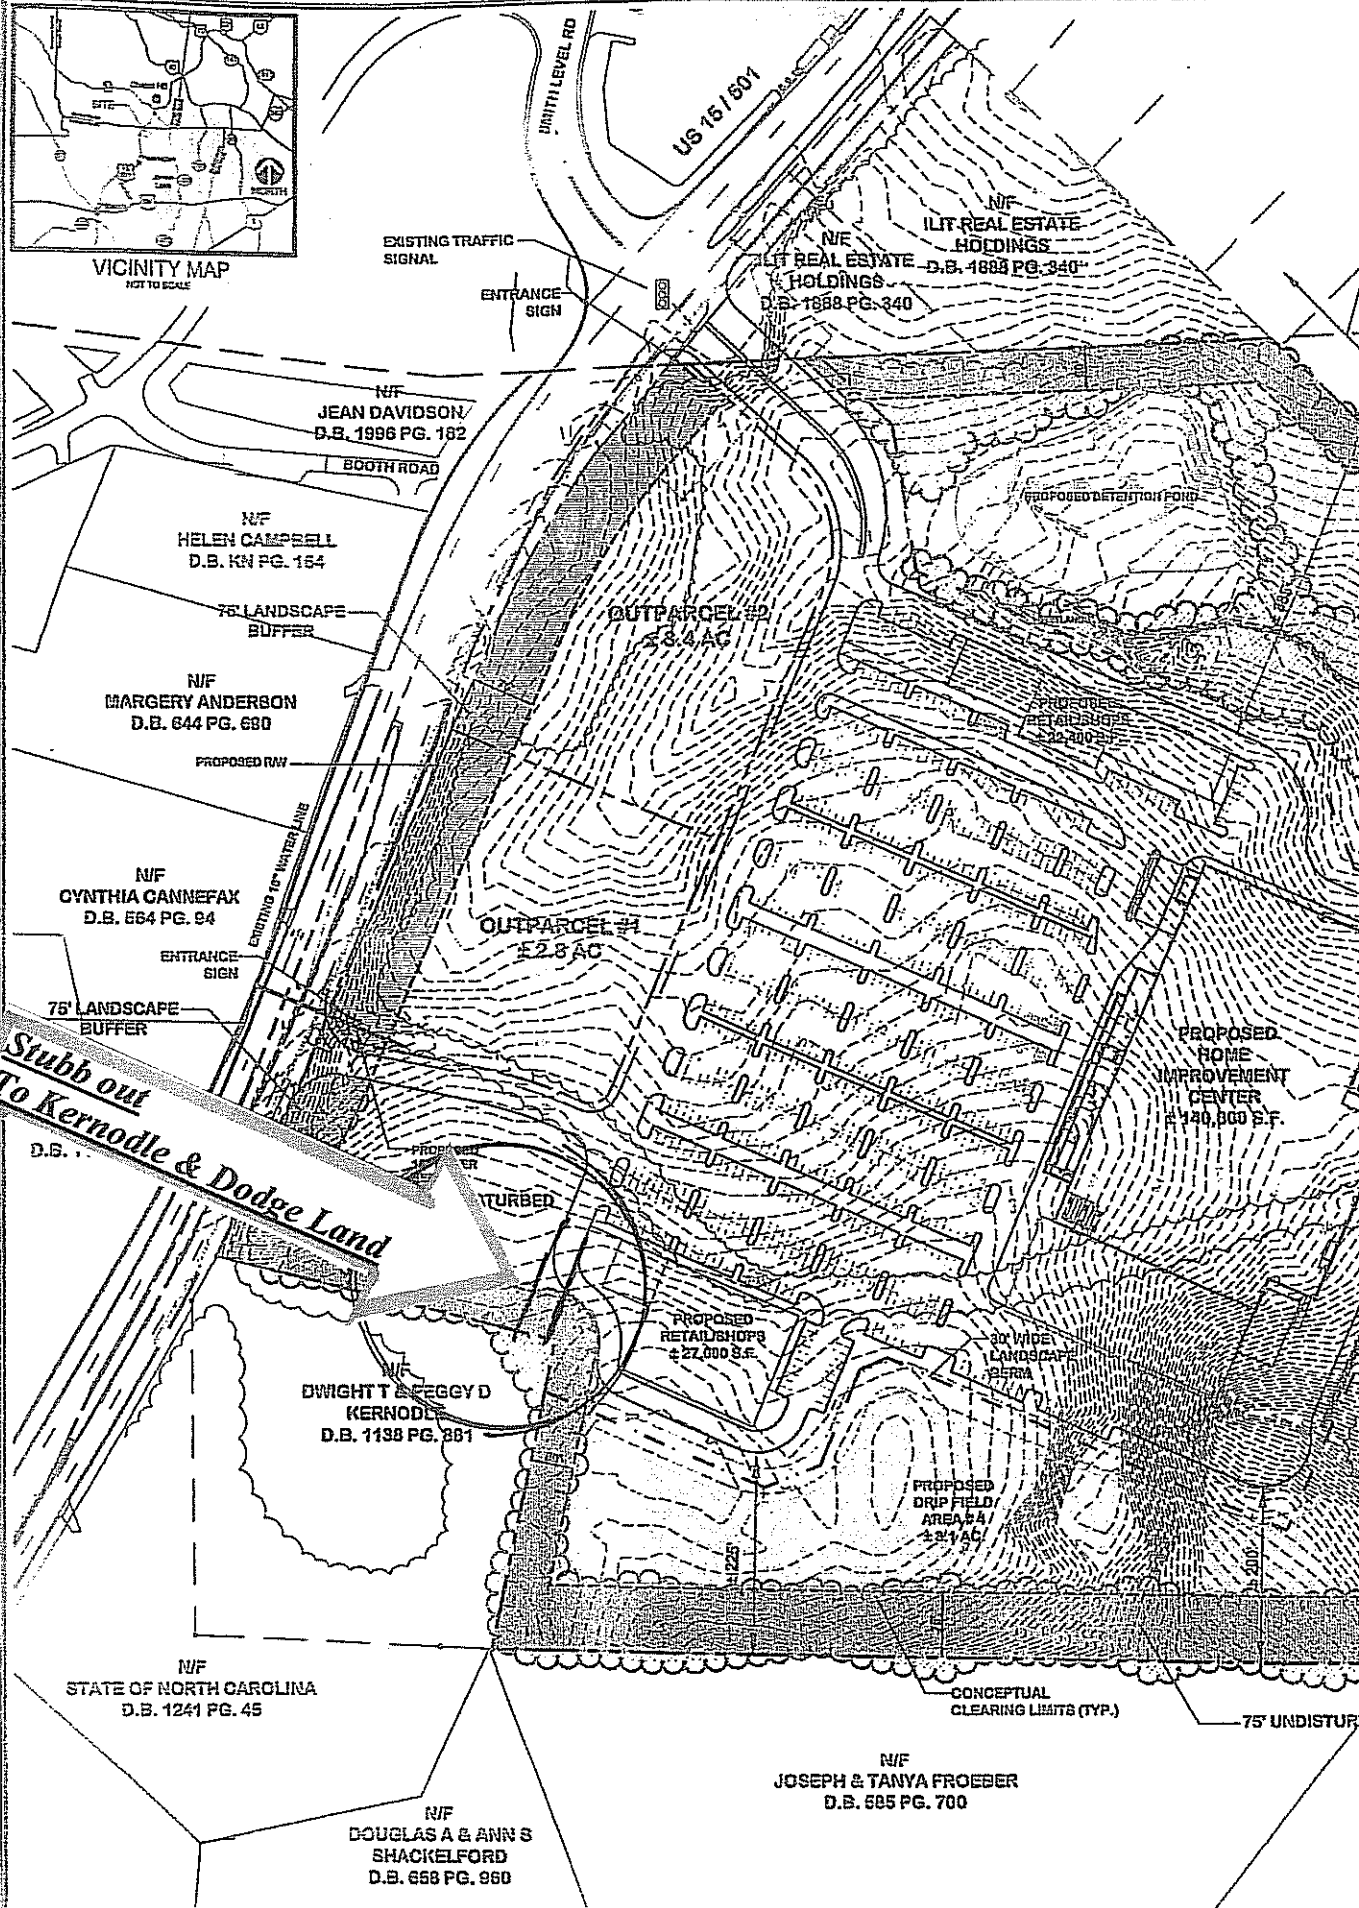 SITE
NORTH
VICINITY MAP
NOT TO SCALE
SMITH LEVEL RD
US 15 / 501
EXISTING TRAFFIC
SIGNAL
ENTRANCE
SIGN
N/F
ILIT REAL ESTATE
HOLDINGS
D.B. 1888 PG. 340
N/F
ILIT REAL ESTATE
HOLDINGS
D.B. 1888 PG. 340
N/F
JEAN DAVIDSON
D.B. 1996 PG. 182
BOOTH ROAD
N/F
HELEN CAMPBELL
D.B. KN PG. 154
PROPOSED DETENTION POND
75' LANDSCAPE
BUFFER
OUTPARCEL #2
N/F
MARGERY ANDERSON
D.B. 644 PG. 680
PROPOSED
RETAIL/SHOPS
PROPOSED R/W
EXISTING 16" WATER LINE
N/F
CYNTHIA CANNEFAX
D.B. 564 PG. 94
OUTPARCEL #1
±2.8 AC
ENTRANCE
SIGN
75' LANDSCAPE
BUFFER
PROPOSED
HOME
IMPROVEMENT
CENTER
±140,000 S.F.
Stubb out
To Kernodle & Dodge Land
D.B.
PROPOSED
TURBED
PROPOSED
RETAIL/SHOPS
±27,000 S.F.
30' WIDE
LANDSCAPE
BERM
N/F
DWIGHT T & PEGGY D
KERNODLE
D.B. 1138 PG. 881
PROPOSED
DRIP FIELD
AREA #4
±3.1 AC
1225
200
N/F
STATE OF NORTH CAROLINA
D.B. 1241 PG. 45
CONCEPTUAL
CLEARING LIMITS (TYP.)
75' UNDISTUR
N/F
JOSEPH & TANYA FROEBER
D.B. 585 PG. 700
N/F
DOUGLAS A & ANN S
SHACKELFORD
D.B. 658 PG. 960